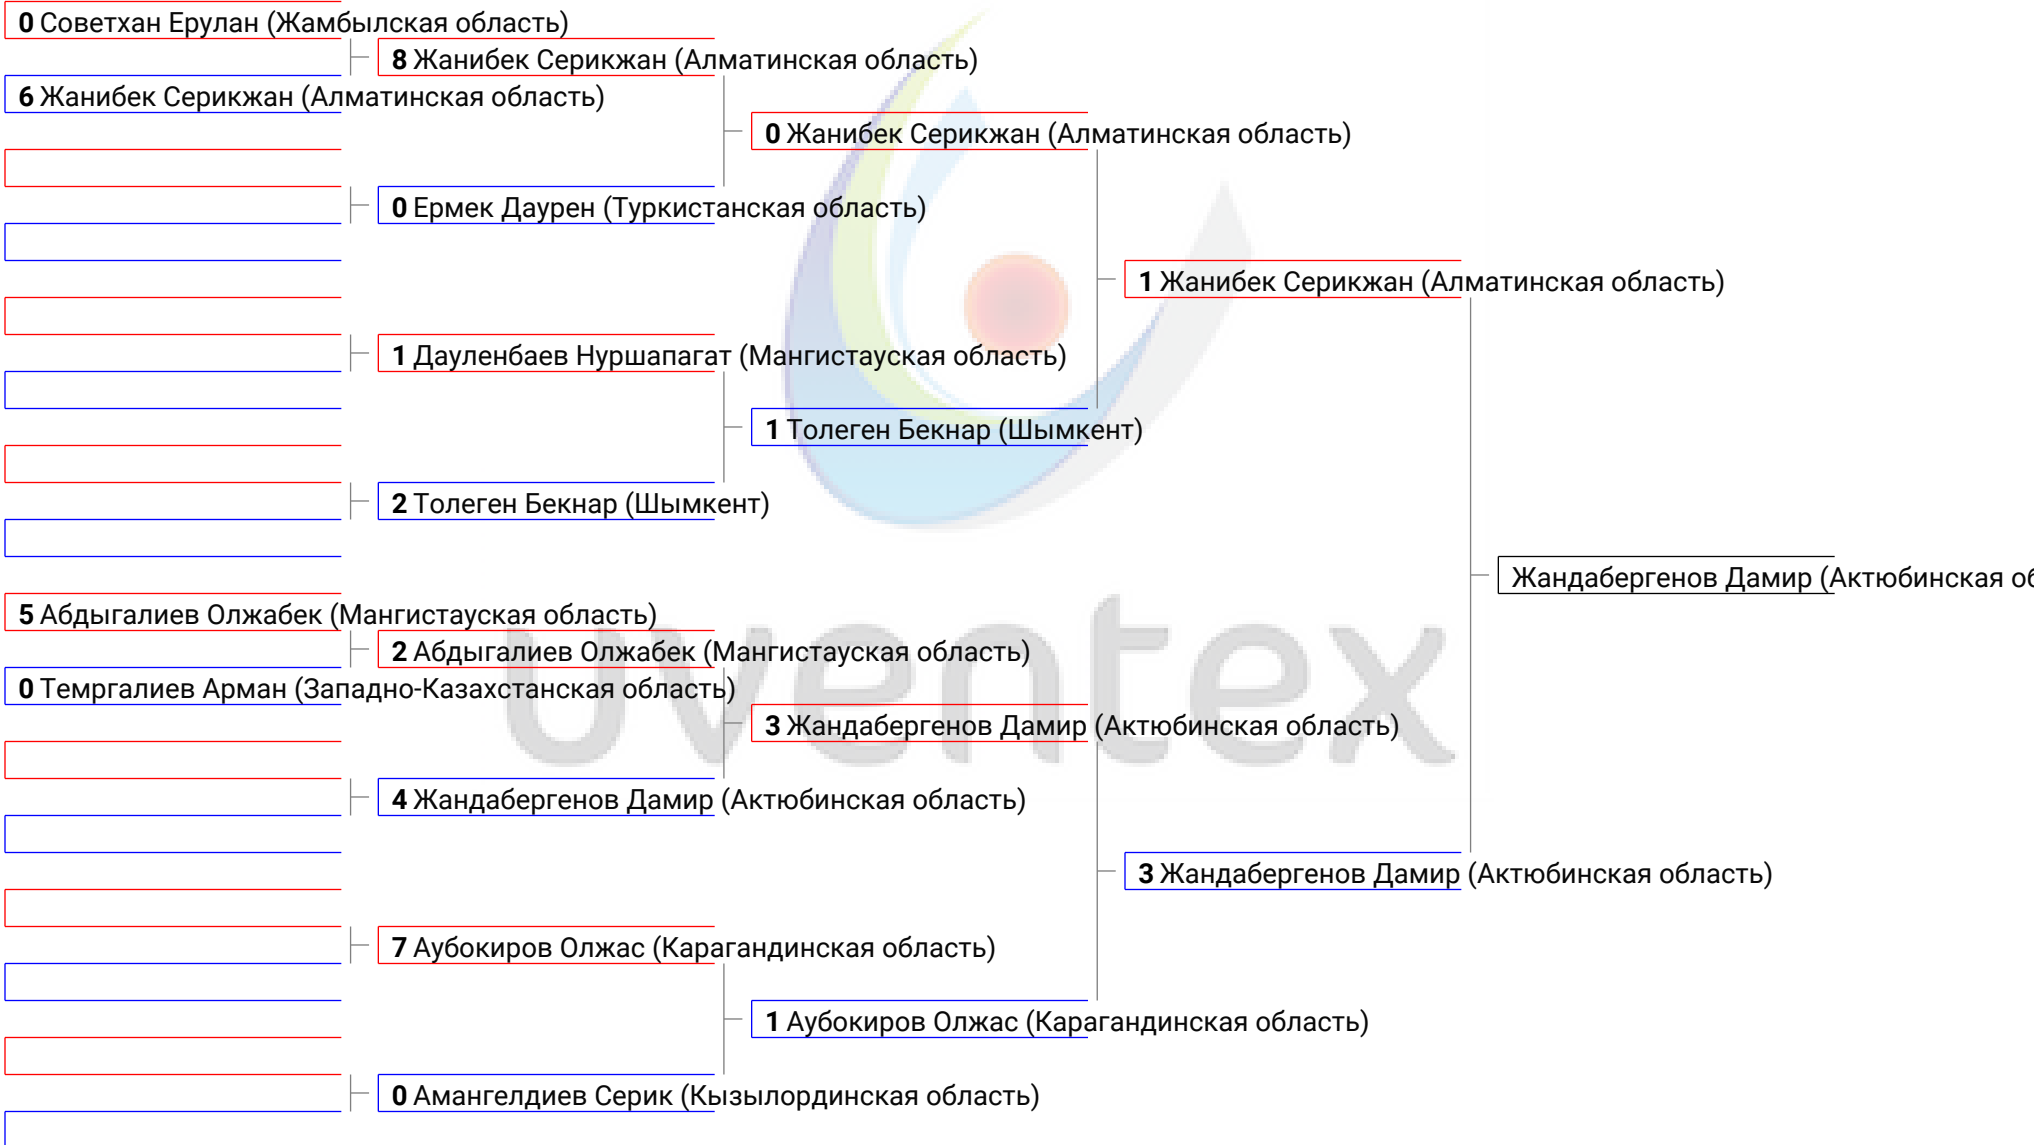 0 Советхан Ерулан (Жамбылская область)
8 Жанибек Серикжан (Алматинская область)
6 Жанибек Серикжан (Алматинская область)
0 Жанибек Серикжан (Алматинская область)
0 Ермек Даурен (Туркистанская область)
1 Жанибек Серикжан (Алматинская область)
1 Дауленбаев Нуршапагат (Мангистауская область)
1 Толеген Бекнар (Шымкент)
2 Толеген Бекнар (Шымкент)
Жандабергенов Дамир (Актюбинская об
5 Абдыгалиев Олжабек (Мангистауская область)
2 Абдыгалиев Олжабек (Мангистауская область)
0 Темргалиев Арман (Западно-Казахстанская область)
uventex
3 Жандабергенов Дамир (Актюбинская область)
4 Жандабергенов Дамир (Актюбинская область)
3 Жандабергенов Дамир (Актюбинская область)
7 Аубокиров Олжас (Карагандинская область)
1 Аубокиров Олжас (Карагандинская область)
0 Амангелдиев Серик (Кызылординская область)